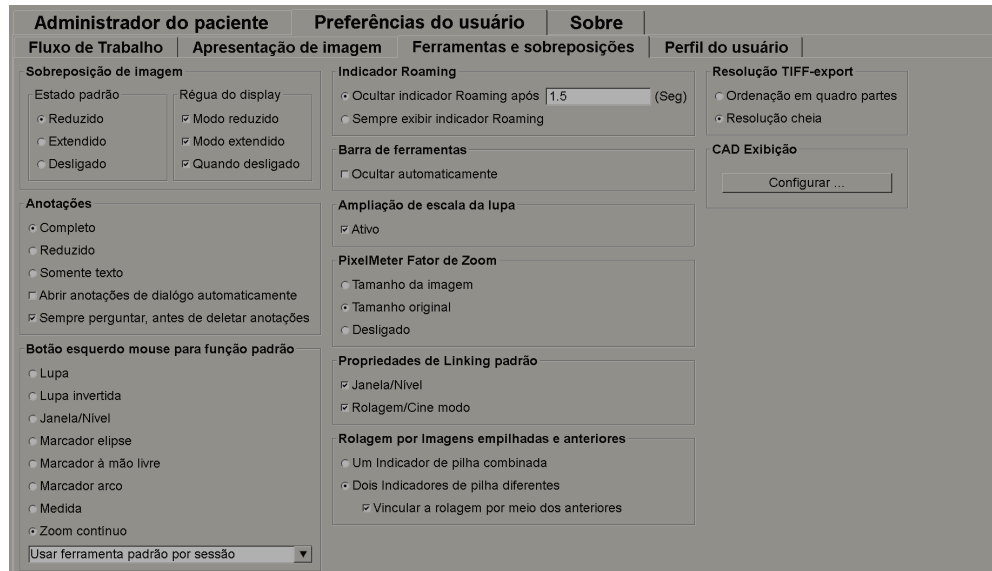 Administrador do paciente
Preferências do usuário
Sobre
Fluxo de Trabalho
Apresentação de imagem
Ferramentas e sobreposições
Perfil do usuário
Sobreposição de imagem
Estado padrão
Reduzido
Extendido
Desligado
Régua do display
Modo reduzido
Modo extendido
Quando desligado
Anotações
Completo
Reduzido
Somente texto
Abrir anotações de dialógo automaticamente
Sempre perguntar, antes de deletar anotações
Botão esquerdo mouse para função padrão
Lupa
Lupa invertida
Janela/Nível
Marcador elipse
Marcador à mão livre
Marcador arco
Medida
Zoom contínuo
Usar ferramenta padrão por sessão
Indicador Roaming
Ocultar indicador Roaming após 1.5 (Seg)
Sempre exibir indicador Roaming
Barra de ferramentas
Ocultar automaticamente
Ampliação de escala da lupa
Ativo
PixelMeter Fator de Zoom
Tamanho da imagem
Tamanho original
Desligado
Propriedades de Linking padrão
Janela/Nível
Rolagem/Cine modo
Rolagem por Imagens empilhadas e anteriores
Um Indicador de pilha combinada
Dois Indicadores de pilha diferentes
Vincular a rolagem por meio dos anteriores
Resolução TIFF-export
Ordenação em quadro partes
Resolução cheia
CAD Exibição
Configurar ...